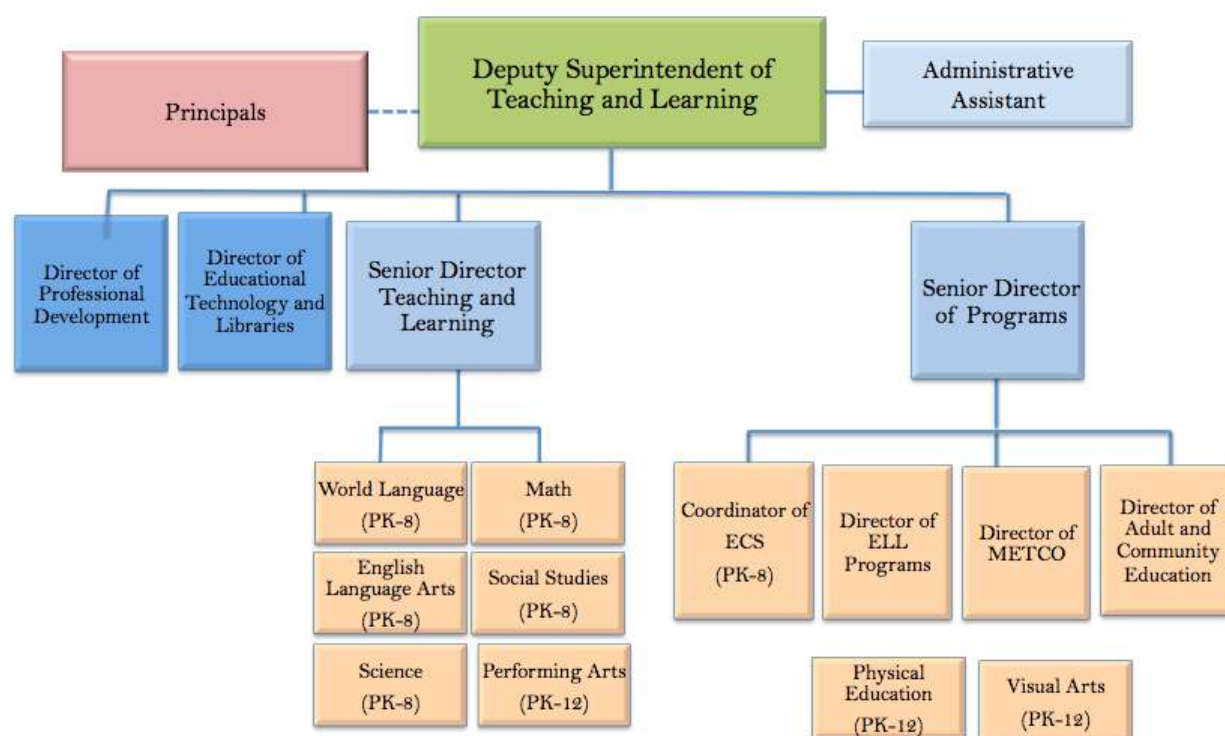 Deputy Superintendent of
Teaching and Learning
Principals
Administrative
Assistant
Director of
Professional
Development
Director of
Educational
Technology and
Libraries
Senior Director
Teaching and
Learning
Senior Director
of Programs
World Language
(PK-8)
Math
(PK-8)
English
Language Arts
(PK-8)
Social Studies
(PK-8)
Science
(PK-8)
Performing Arts
(PK-12)
Coordinator of
ECS
(PK-8)
Director of
ELL
Programs
Director of
METCO
Director of
Adult and
Community
Education
Physical
Education
(PK-12)
Visual Arts
(PK-12)